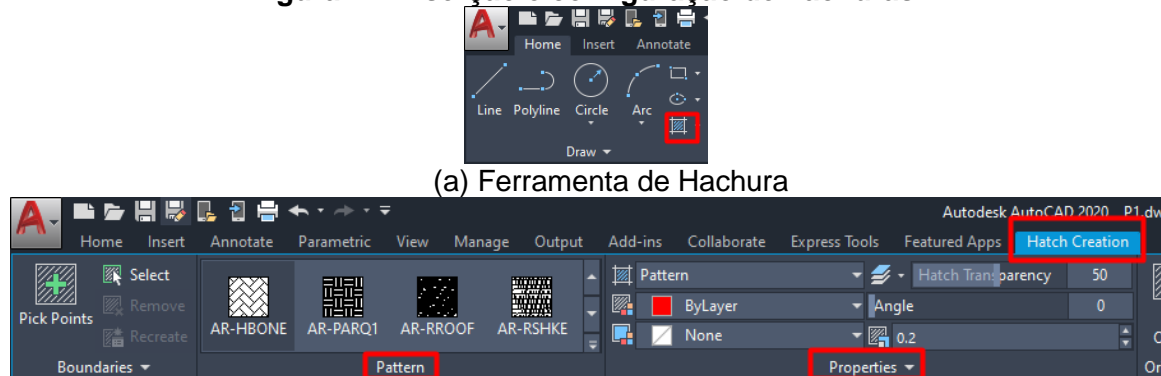 Home Insert Annotate
Line Polyline Circle Arc
Draw
(a) Ferramenta de Hachura
Autodesk AutoCAD 2020 P1.dw
Home Insert Annotate Parametric View Manage Output Add-ins Collaborate Express Tools Featured Apps Hatch Creation
Select Pattern Hatch Transparency 50
Pick Points Remove AR-HBONE AR-PARQ1 AR-RROOF AR-RSHKE ByLayer Angle 0
Recreate None 0.2
Boundaries Pattern Properties